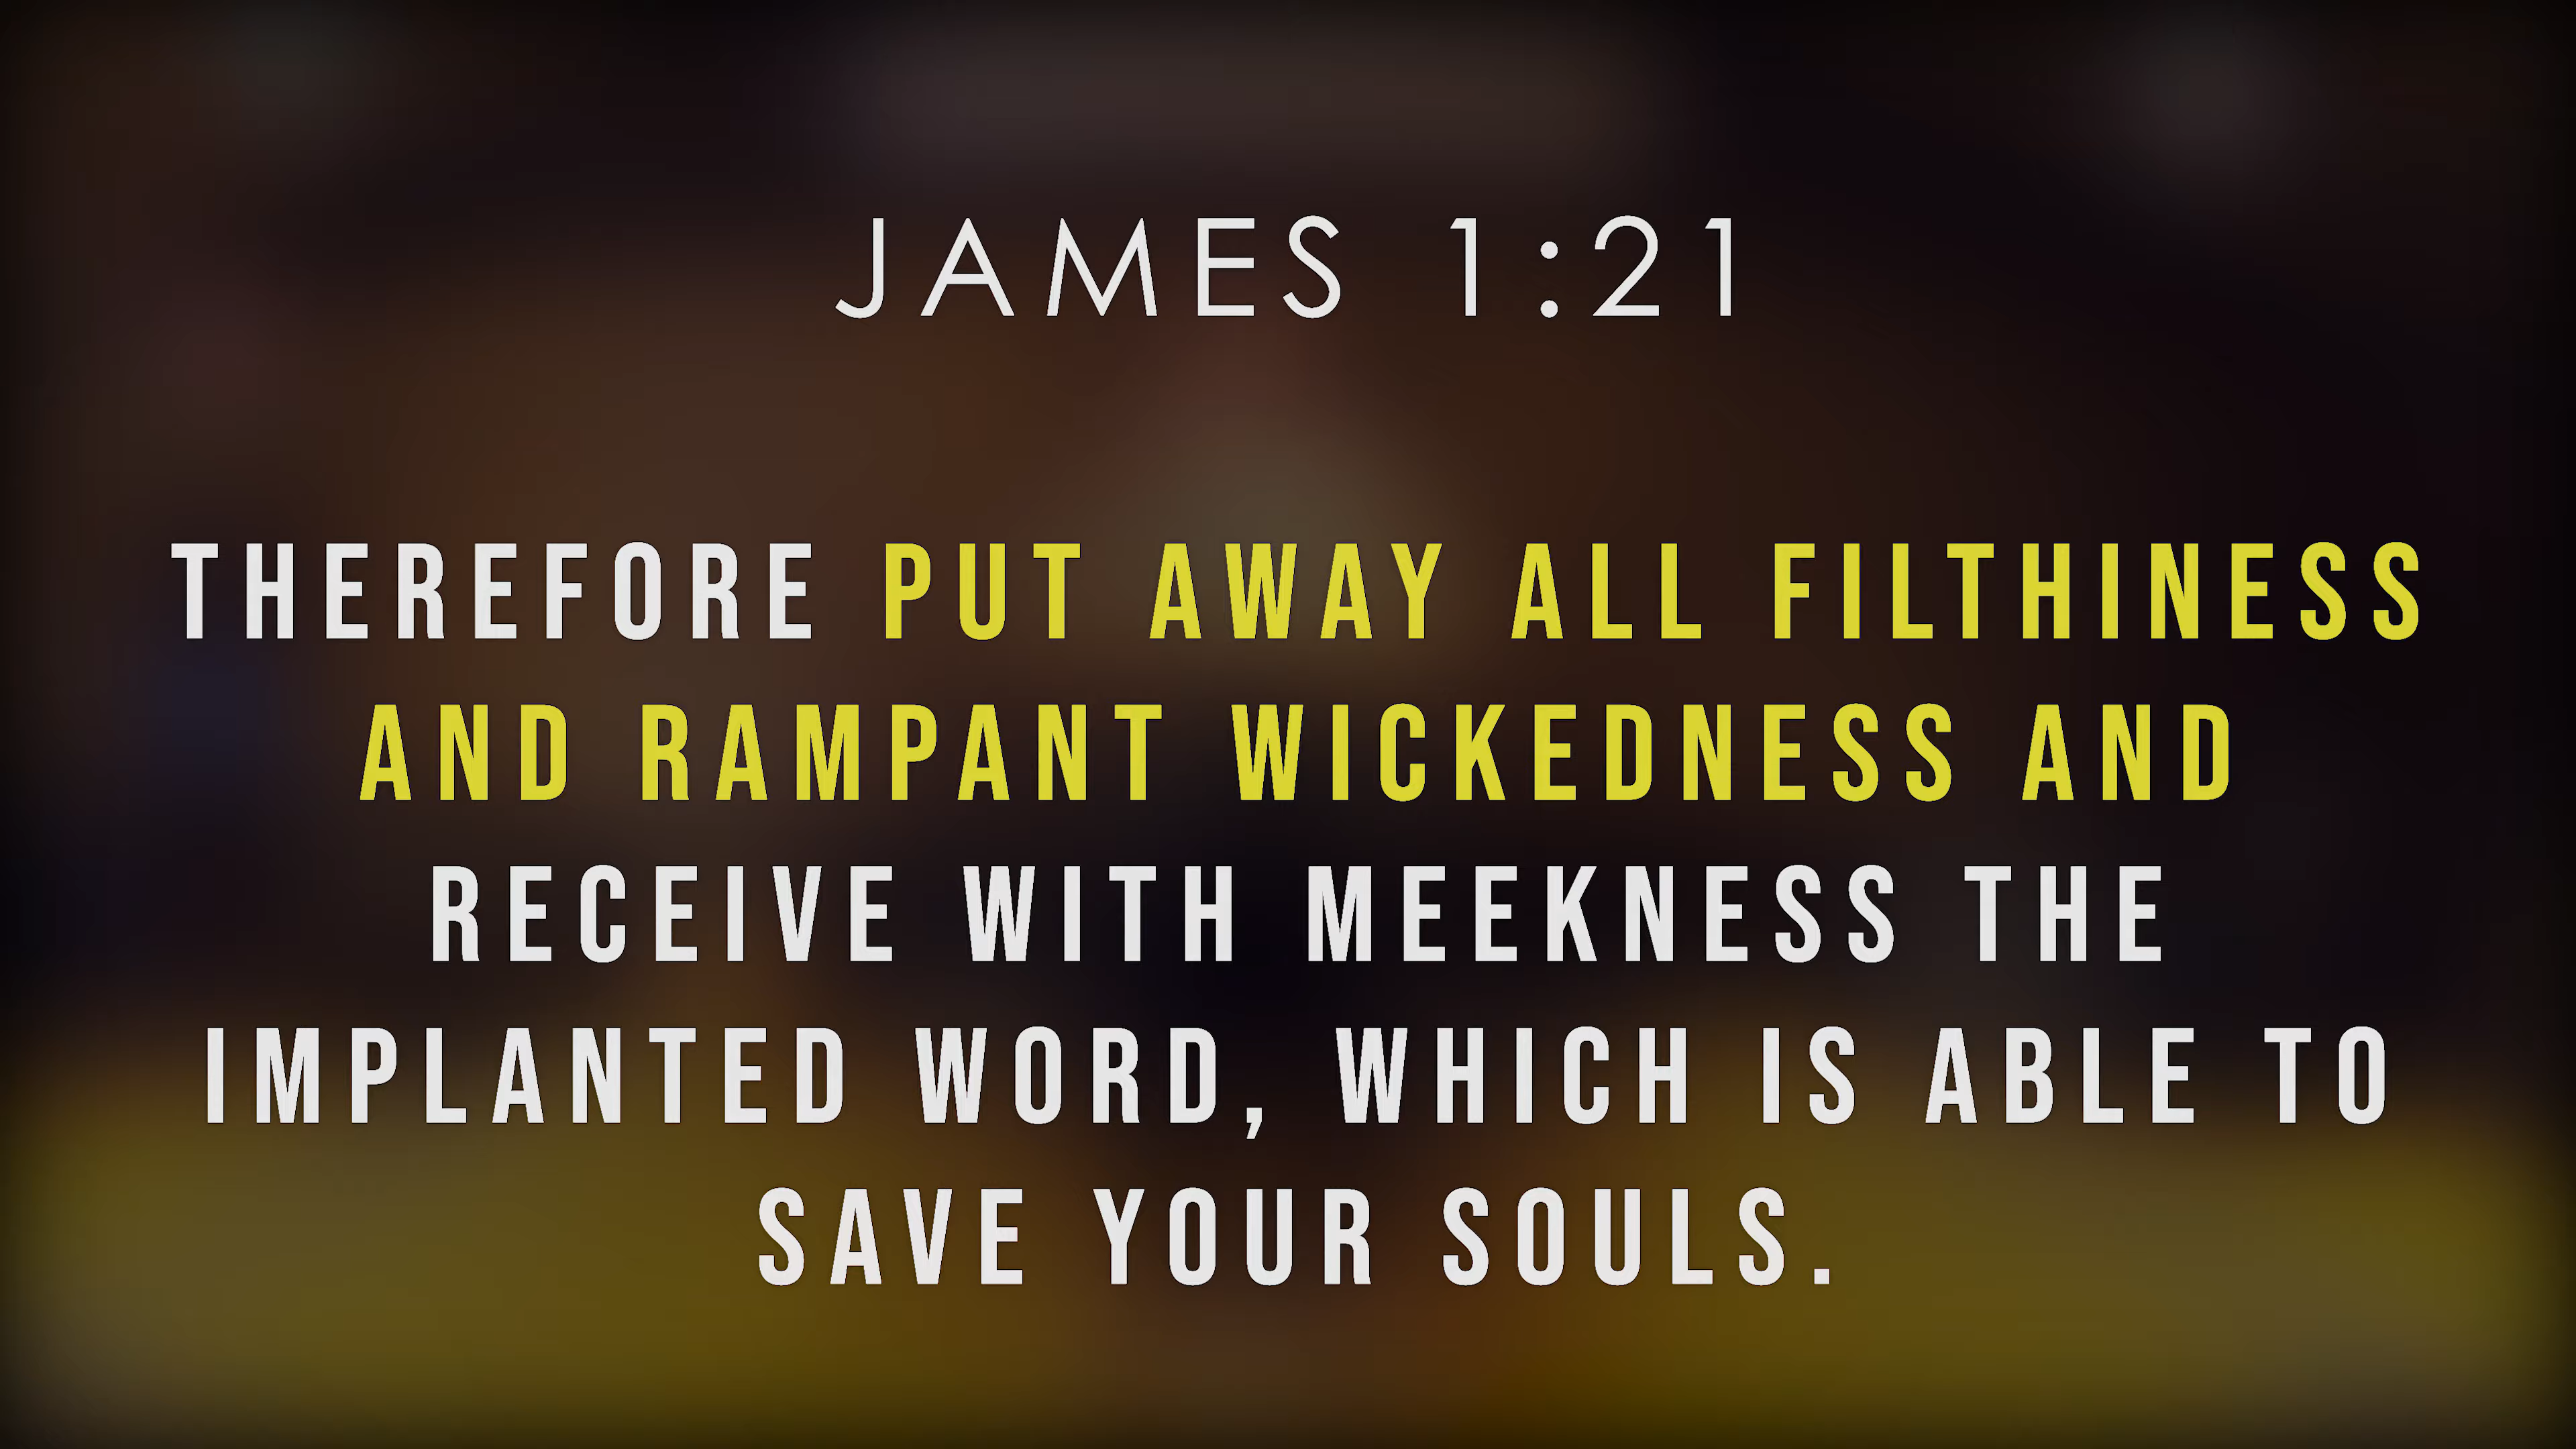 JAMES 1:21
THEREFORE PUT AWAY ALL FILTHINESS
AND RAMPANT WICKEDNESS AND
RECEIVE WITH MEEKNESS THE
IMPLANTED WORD, WHICH IS ABLE TO
SAVE YOUR SOULS.